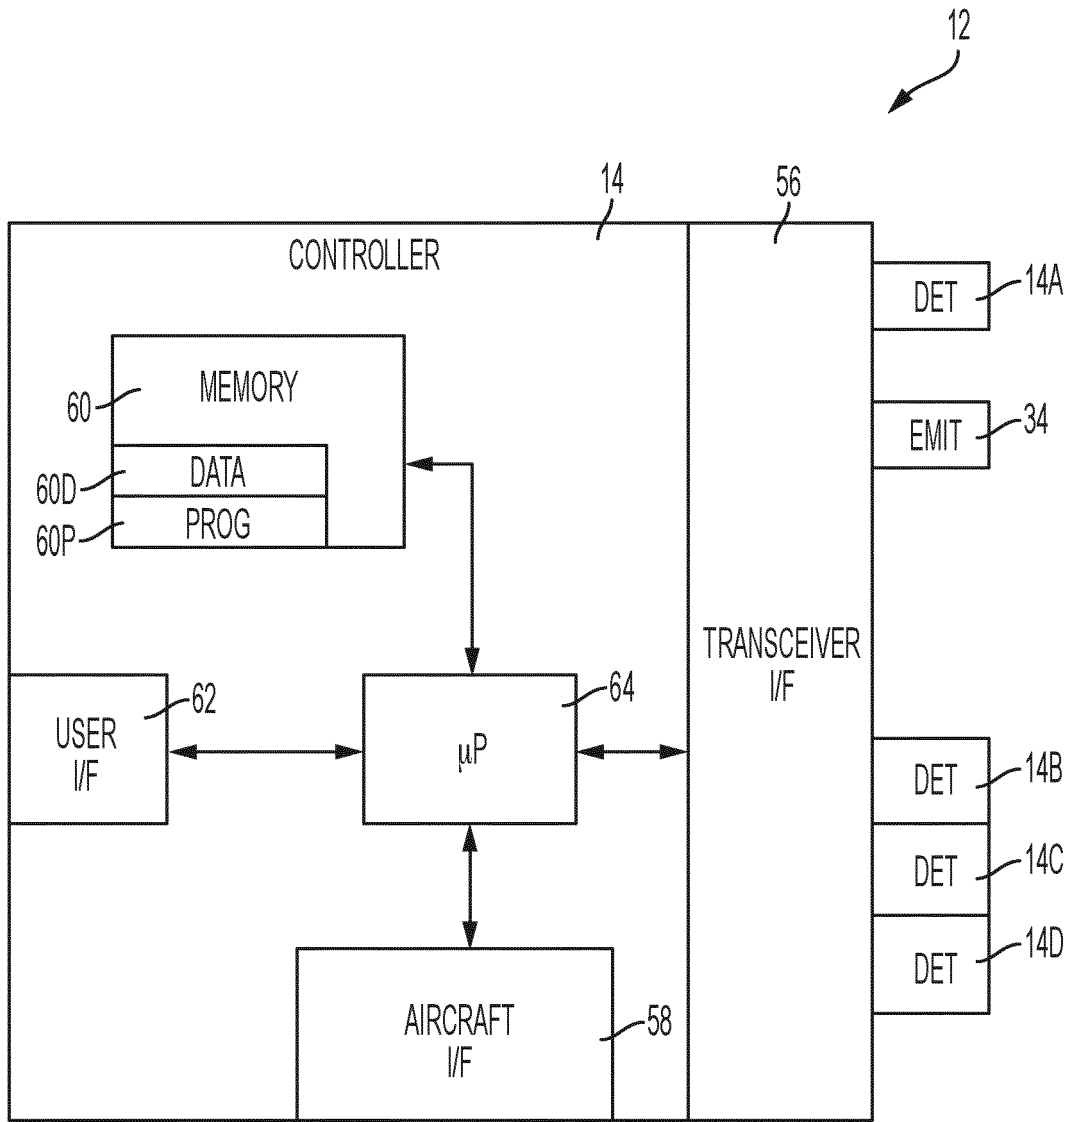 12
14
56
CONTROLLER
DET
14A
MEMORY
60
EMIT
34
DATA
60D
PROG
60P
TRANSCEIVER
I/F
62
64
USER
I/F
µP
DET
14B
DET
14C
DET
14D
AIRCRAFT
I/F
58